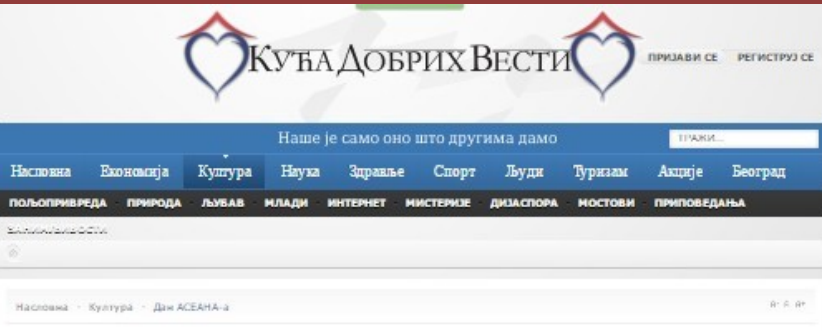 Кућа Добрих Вести
ПРИЈАВИ СЕ РЕГИСТРУЈ СЕ
Наше је само оно што другима дамо
ТРАЖИ...
Насловна Економија Култура Наука Здравље Спорт Људи Туризам Акције Београд
ПОЉОПРИВРЕДА - ПРИРОДА - ЉУБАВ - МЛАДИ - ИНТЕРНЕТ - МИСТЕРИЈЕ - ДИЈАСПОРА - МОСТОВИ - ПРИПОВЕДАЊА
Насловна - Култура - Дан АСЕАНА-а